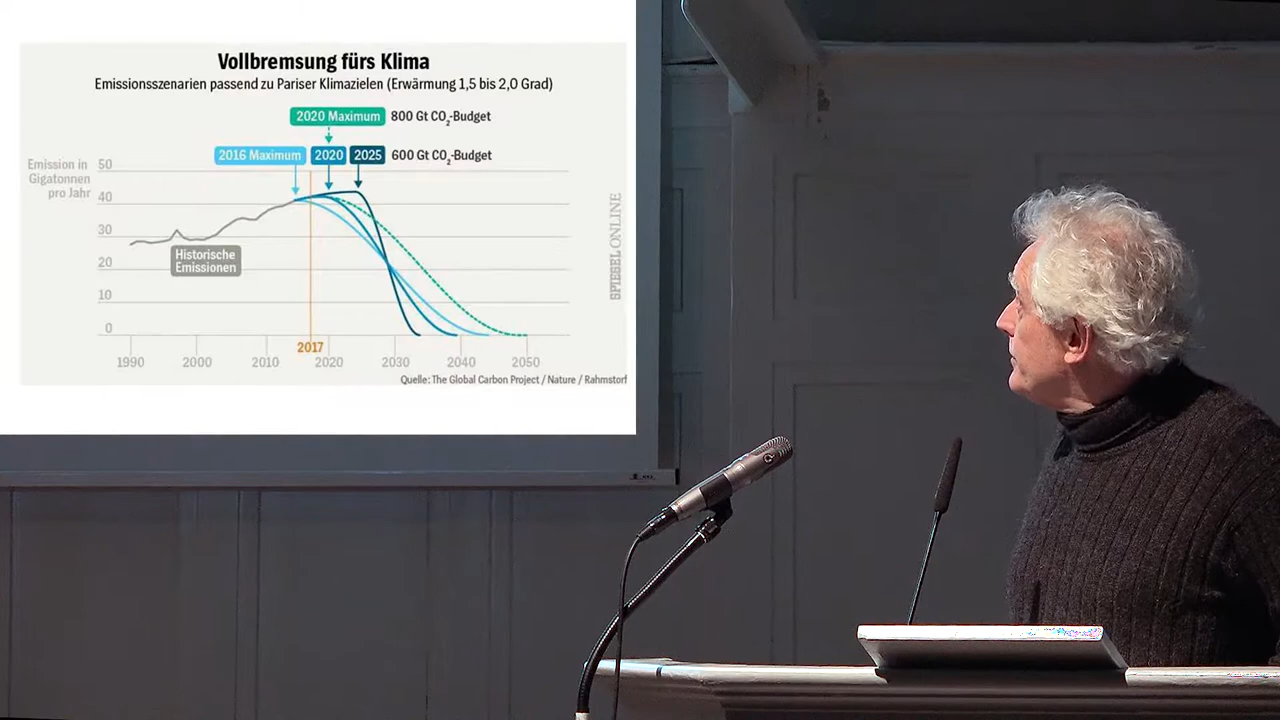 Vollbremsung fürs Klima
Emissionsszenarien passend zu Pariser Klimazielen (Erwärmung 1,5 bis 2,0 Grad)
2020 Maximum 800 Gt CO₂-Budget
2016 Maximum 2020 2025 600 Gt CO₂-Budget
Emission in
Gigatonnen
pro Jahr
50
40
30
20
10
0
Historische
Emissionen
SPIEGEL ONLINE
2017
1990 2000 2010 2020 2030 2040 2050
Quelle: The Global Carbon Project / Nature / Rahmstorf